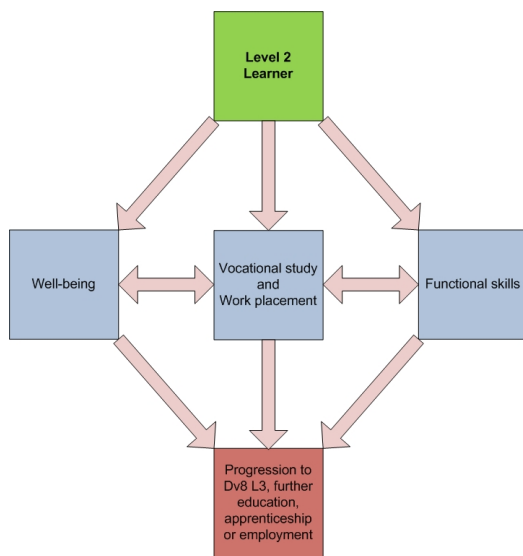 Level 2
Learner
Well-being
Vocational study
and
Work placement
Functional skills
Progression to
Dv8 L3, further
education,
apprenticeship
or employment